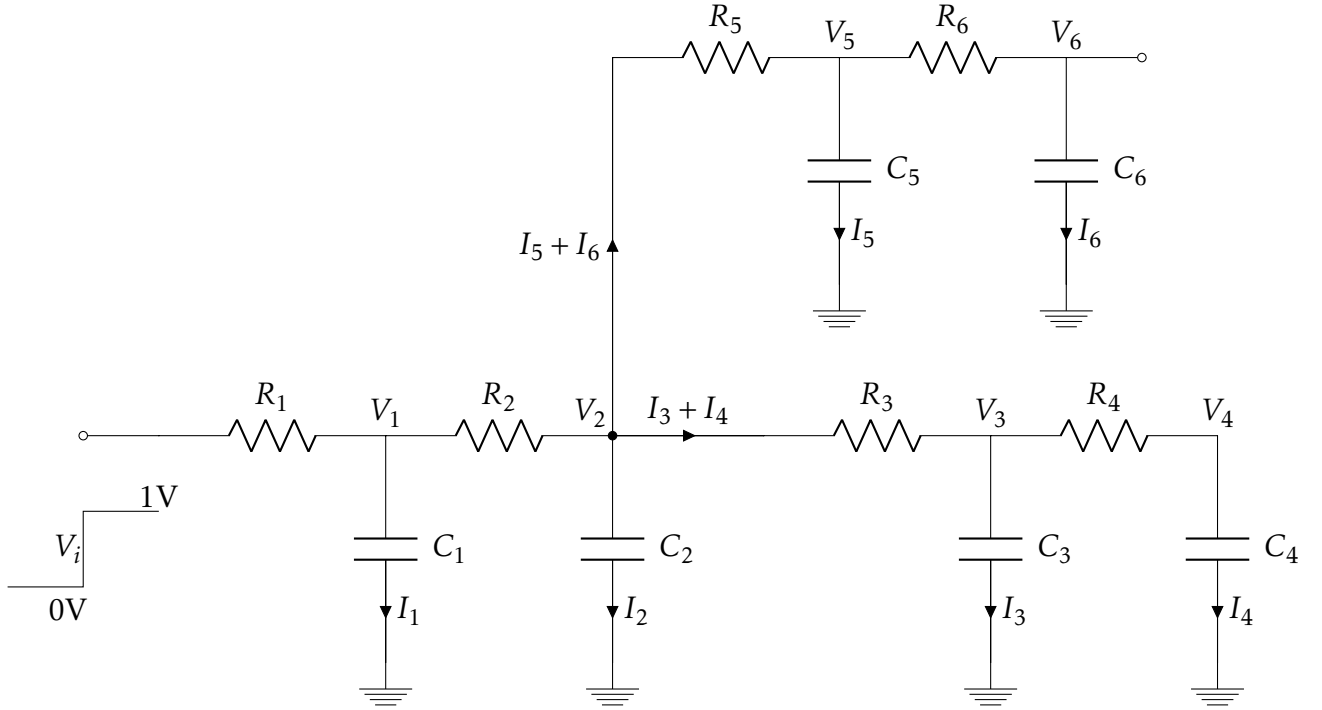 R5 V5 R6 V6
C5 C6
I5 I6
I5 + I6
R1 V1 R2 V2 I3 + I4 R3 V3 R4 V4
1V
Vi C1 C2 C3 C4
0V I1 I2 I3 I4